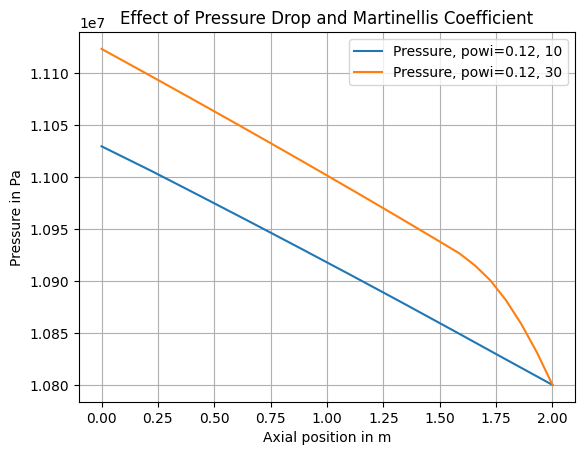 Effect of Pressure Drop and Martinellis Coefficient
1e7
Pressure, powi=0.12, 10
Pressure, powi=0.12, 30
1.110
1.105
1.100
1.095
1.090
1.085
1.080
Pressure in Pa
0.00 0.25 0.50 0.75 1.00 1.25 1.50 1.75 2.00
Axial position in m